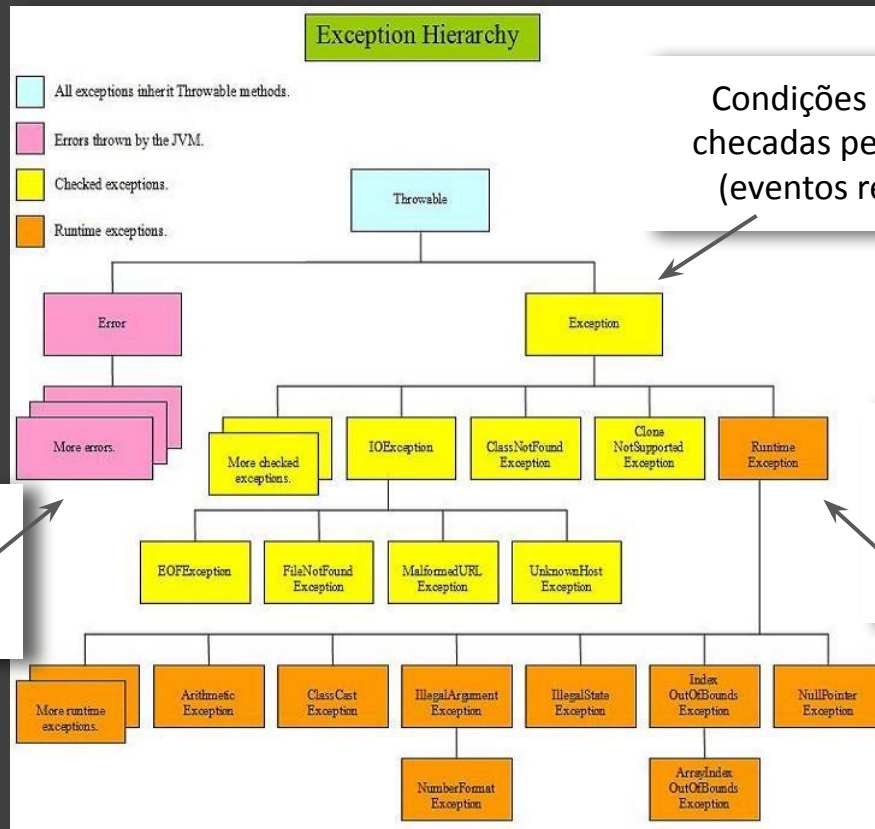 Exception Hierarchy
All exceptions inherit Throwable methods.
Errors thrown by the JVM.
Checked exceptions.
Runtime exceptions.
Condições
checadas
(eventos
Throwable
Error
Exception
More errors.
More checked
exceptions.
IOException
ClassNotFound
Exception
Clone
NotSupported
Exception
Runtime
Exception
EOFException
FileNotFound
Exception
MalformedURL
Exception
UnknownHost
Exception
More runtime
exceptions.
Arithmetic
Exception
ClassCast
Exception
IllegalArgument
Exception
IllegalState
Exception
Index
OutOfBounds
Exception
NullPointer
Exception
NumberFormat
Exception
ArrayIndex
OutOfBounds
Exception